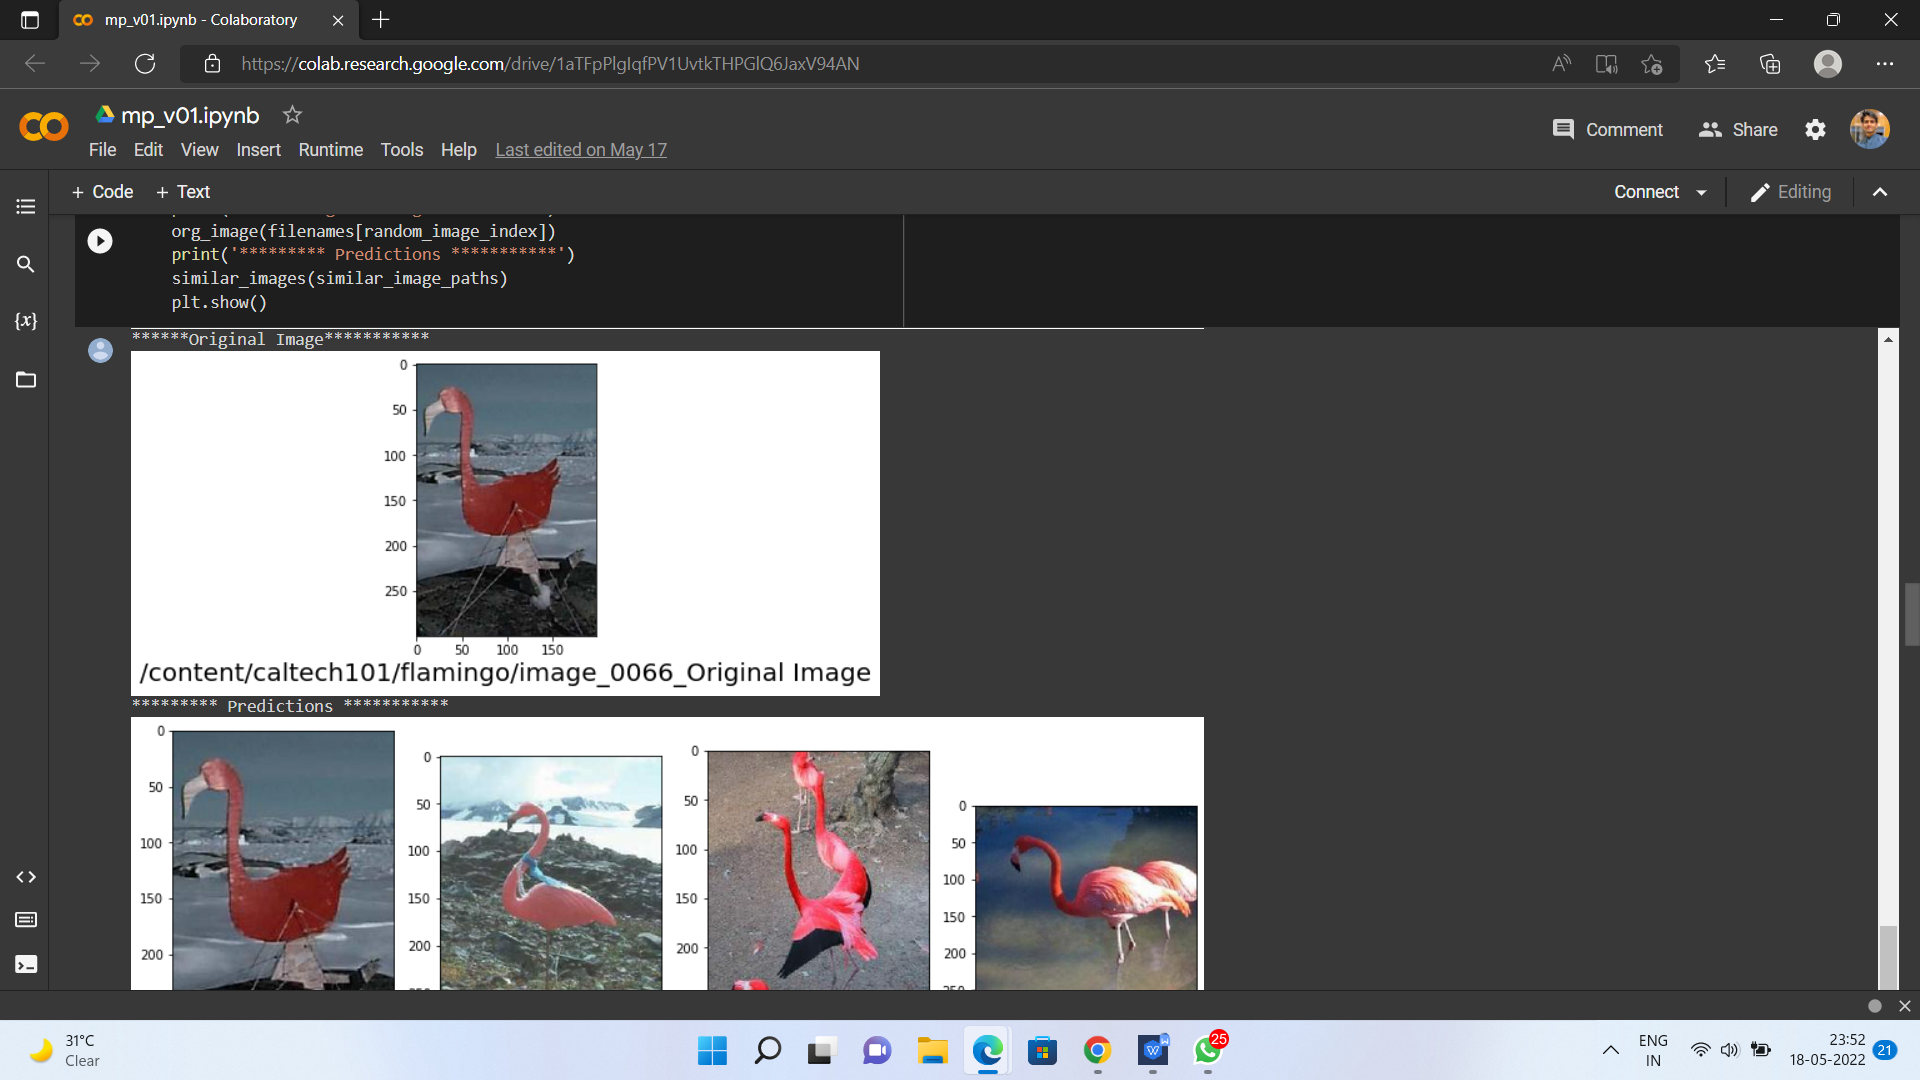 mp_v01.ipynb - Colaboratory
https://colab.research.google.com/drive/1aTFpPlgIqfPV1UvtkTHPGlQ6JaxV94AN
mp_v01.ipynb
File Edit View Insert Runtime Tools Help Last edited on May 17
Comment Share
+ Code + Text
Connect Editing
org_image(filenames[random_image_index])
print('********* Predictions ***********')
similar_images(similar_image_paths)
plt.show()
******Original Image***********
0
50
100
150
200
250
0 50 100 150
/content/caltech101/flamingo/image_0066_Original Image
********* Predictions ***********
0
50
100
150
200
0
50
100
150
200
0
50
100
150
200
0
50
100
150
200
250
{x}
31°C
Clear
25
ENG
IN
23:52
18-05-2022
21